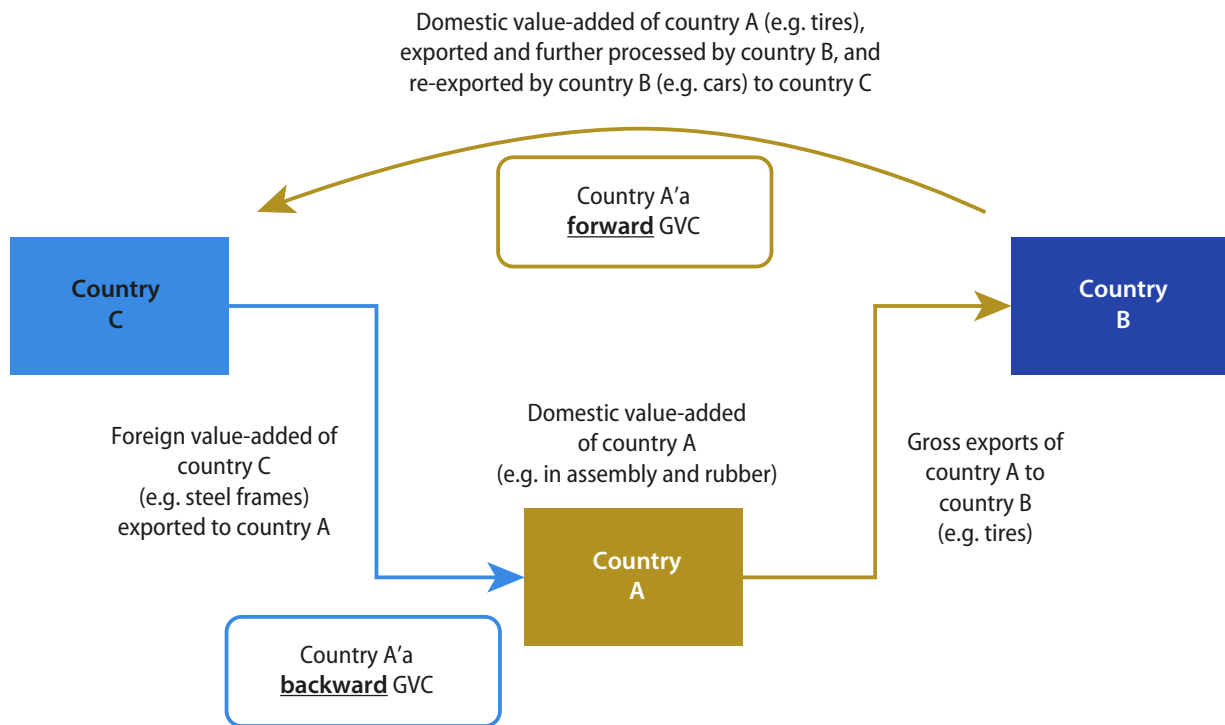 Domestic value-added of country A (e.g. tires),
exported and further processed by country B, and
re-exported by country B (e.g. cars) to country C
Country A’a
forward GVC
Country
C
Country
B
Foreign value-added of
country C
(e.g. steel frames)
exported to country A
Domestic value-added
of country A
(e.g. in assembly and rubber)
Gross exports of
country A to
country B
(e.g. tires)
Country
A
Country A’a
backward GVC